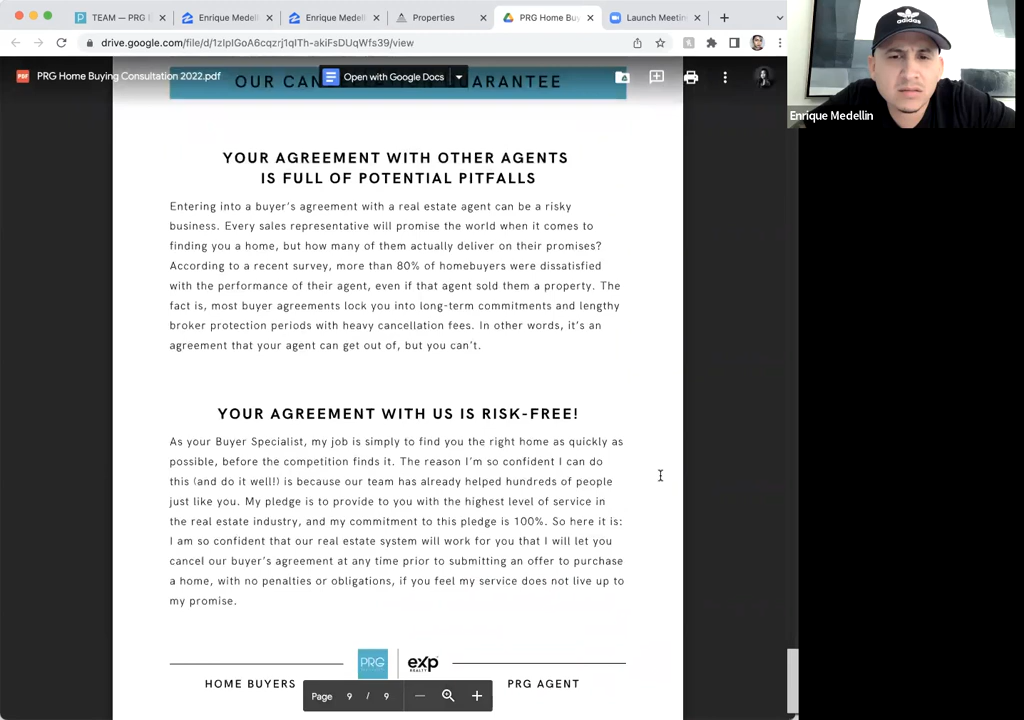 TEAM — PRG
Enrique Medel
Enrique Medel
Properties
PRG Home Buy
Launch Meetin
drive.google.com/file/d/1zIpIGoA6cqzrj1qITh-akiFsDUqWfs39/view
PDF
PRG Home Buying Consultation 2022.pdf
Open with Google Docs
OUR CAN
ARANTEE
adidas
Enrique Medellin
YOUR AGREEMENT WITH OTHER AGENTS
IS FULL OF POTENTIAL PITFALLS
Entering into a buyer's agreement with a real estate agent can be a risky
business. Every sales representative will promise the world when it comes to
finding you a home, but how many of them actually deliver on their promises?
According to a recent survey, more than 80% of homebuyers were dissatisfied
with the performance of their agent, even if that agent sold them a property. The
fact is, most buyer agreements lock you into long-term commitments and lengthy
broker protection periods with heavy cancellation fees. In other words, it's an
agreement that your agent can get out of, but you can't.
YOUR AGREEMENT WITH US IS RISK-FREE!
As your Buyer Specialist, my job is simply to find you the right home as quickly as
possible, before the competition finds it. The reason I'm so confident I can do
this (and do it well!) is because our team has already helped hundreds of people
just like you. My pledge is to provide to you with the highest level of service in
the real estate industry, and my commitment to this pledge is 100%. So here it is:
I am so confident that our real estate system will work for you that I will let you
cancel our buyer's agreement at any time prior to submitting an offer to purchase
a home, with no penalties or obligations, if you feel my service does not live up to
my promise.
PRG
exp
REALTY
HOME BUYERS
PRG AGENT
Page 9 / 9